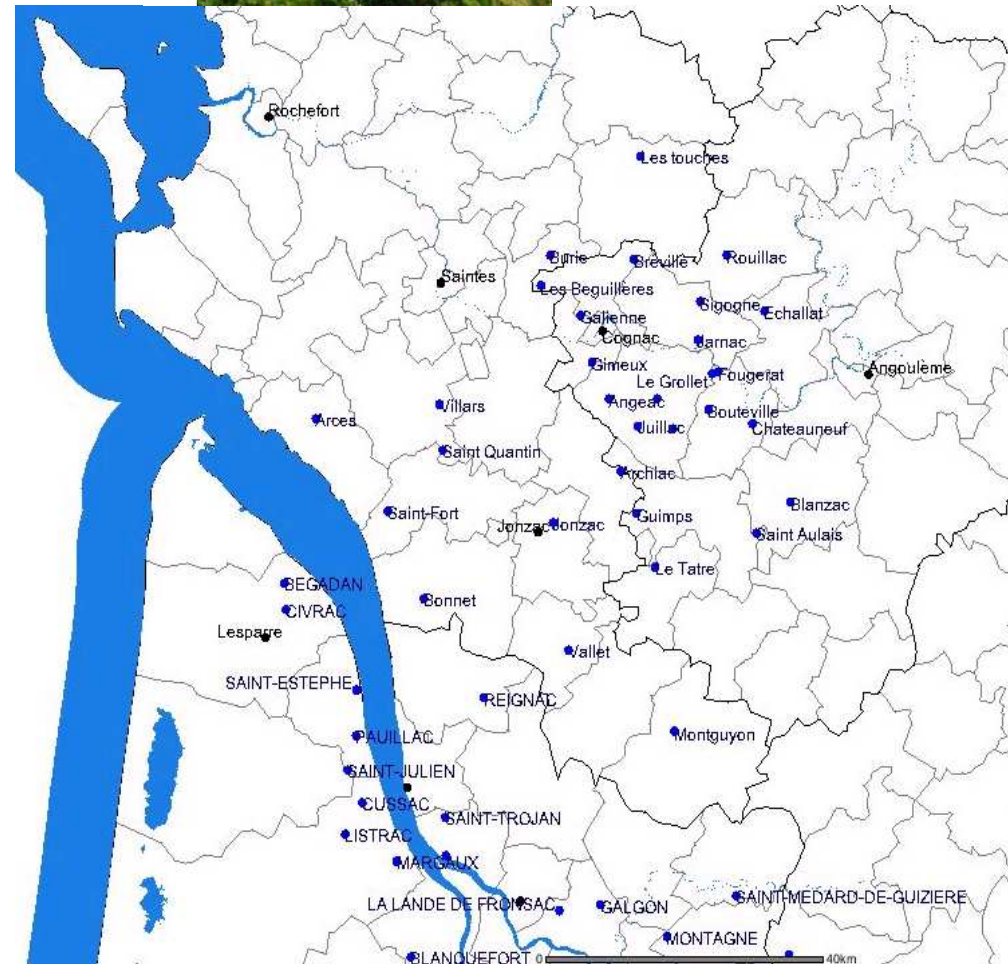 Rochefort
Les touches
Burie
Bréville
Rouillac
Saintes
Les Beguillères
Sigogne
Echallat
Galienne
Cognac
Jarnac
Gimeux
Le Grollet
Fougerat
Angoulème
Angeac
Bouteville
Villars
Arces
Juillac
Chateauneuf
Saint Quantin
Archiac
Blanzac
Saint-Fort
Guimps
Jonzac
Jonzac
Saint Aulais
Le Tatre
BEGADAN
Bonnet
CIVRAC
Lesparre
Vallet
SAINT-ESTEPHE
REIGNAC
PAUILLAC
Montguyon
SAINT-JULIEN
CUSSAC
SAINT-TROJAN
LISTRAC
MARGAUX
LA LANDE DE FRONSAC
GALGON
SAINT-MEDARD-DE-GUIZIERE
MONTAGNE
BLANQUEFORT
0
40km